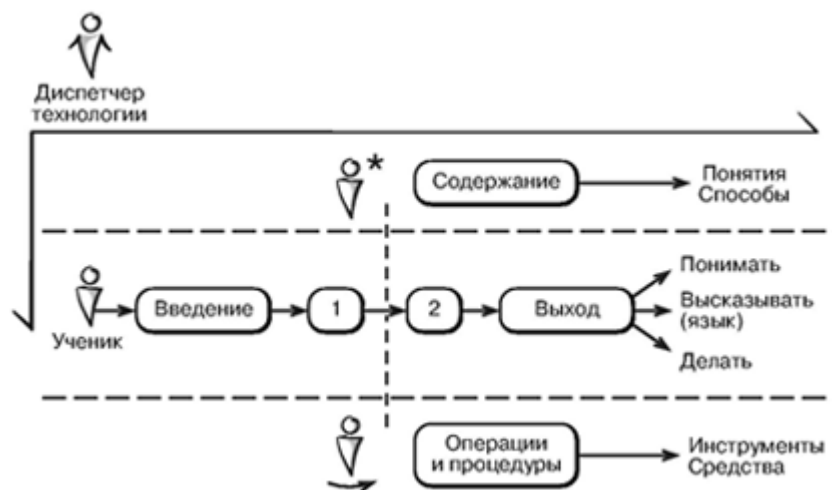 Диспетчер
технологии
*
Содержание
Понятия
Способы
Ученик
Введение
1
2
Выход
Понимать
Высказывать
(язык)
Делать
Операции
и процедуры
Инструменты
Средства